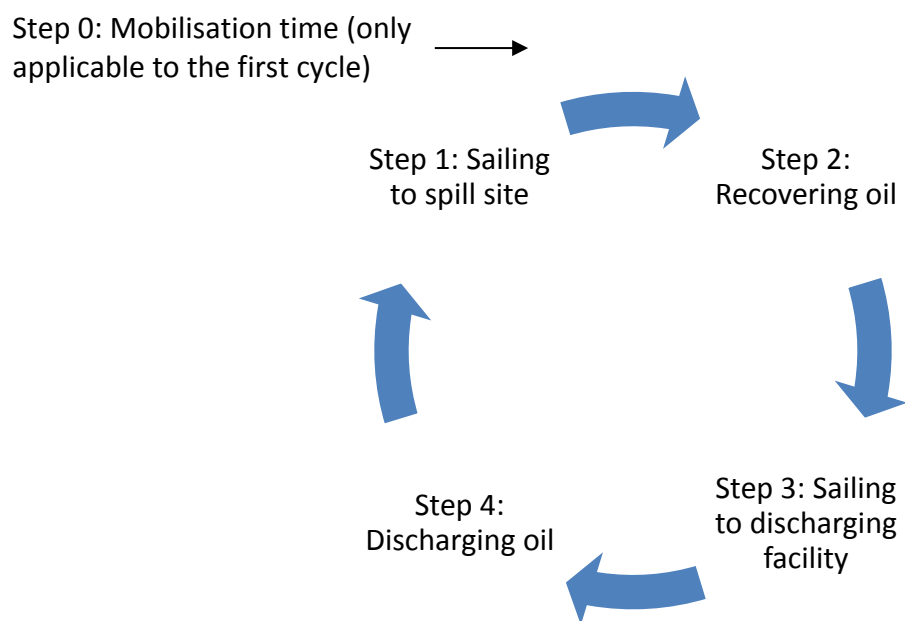 Step 0: Mobilisation time (only
applicable to the first cycle)
Step 1: Sailing
to spill site
Step 2:
Recovering oil
Step 3: Sailing
to discharging
facility
Step 4:
Discharging oil